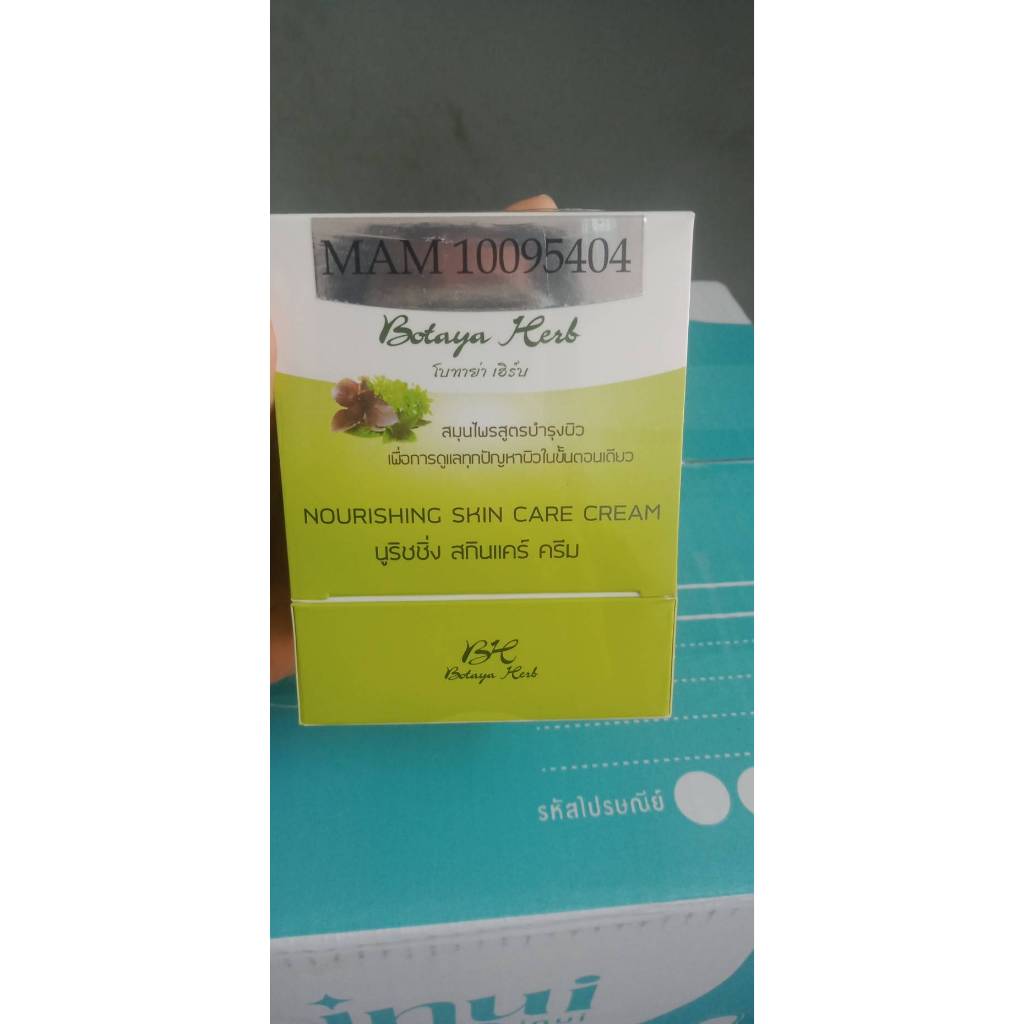 MAM 10095404
Botaya Herb
โบทาย่า เฮิร์บ
สมุนไพรสูตรบำรุงผิว
เพื่อการดูแลทุกปัญหาผิวในขั้นตอนเดียว
NOURISHING SKIN CARE CREAM
นูริชชิ่ง สกินแคร์ ครีม
BH
Botaya Herb
รหัสไปรษณีย์
inui